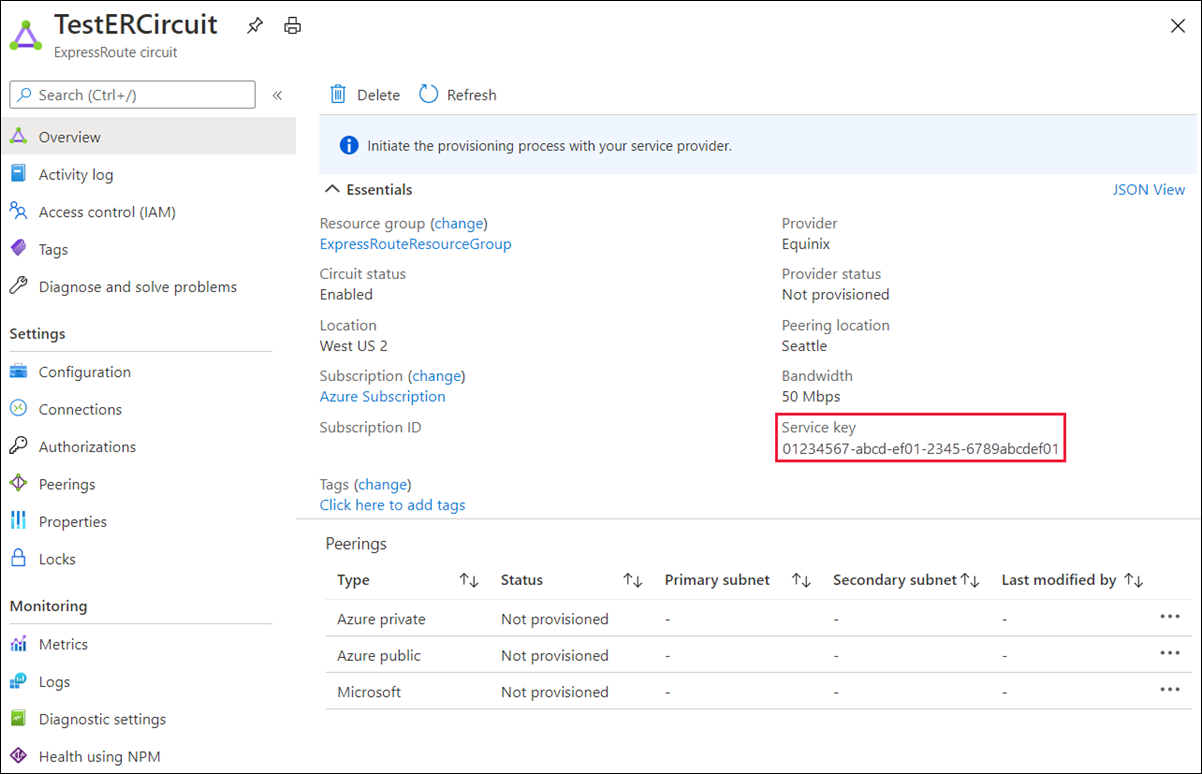 TestERCircuit
ExpressRoute circuit
Search (Ctrl+/)
«
Overview
Activity log
Access control (IAM)
Tags
Diagnose and solve problems
Settings
Configuration
Connections
Authorizations
Peerings
Properties
Locks
Monitoring
Metrics
Logs
Diagnostic settings
Health using NPM
Delete Refresh
Initiate the provisioning process with your service provider.
Essentials JSON View
Resource group (change)
ExpressRouteResourceGroup
Circuit status
Enabled
Location
West US 2
Subscription (change)
Azure Subscription
Subscription ID
Tags (change)
Click here to add tags
Provider
Equinix
Provider status
Not provisioned
Peering location
Seattle
Bandwidth
50 Mbps
Service key
01234567-abcd-ef01-2345-6789abcdef01
Peerings
Type ↑↓ Status ↑↓ Primary subnet ↑↓ Secondary subnet ↑↓ Last modified by ↑↓
Azure private Not provisioned - - - ···
Azure public Not provisioned - - - ···
Microsoft Not provisioned - - - ···